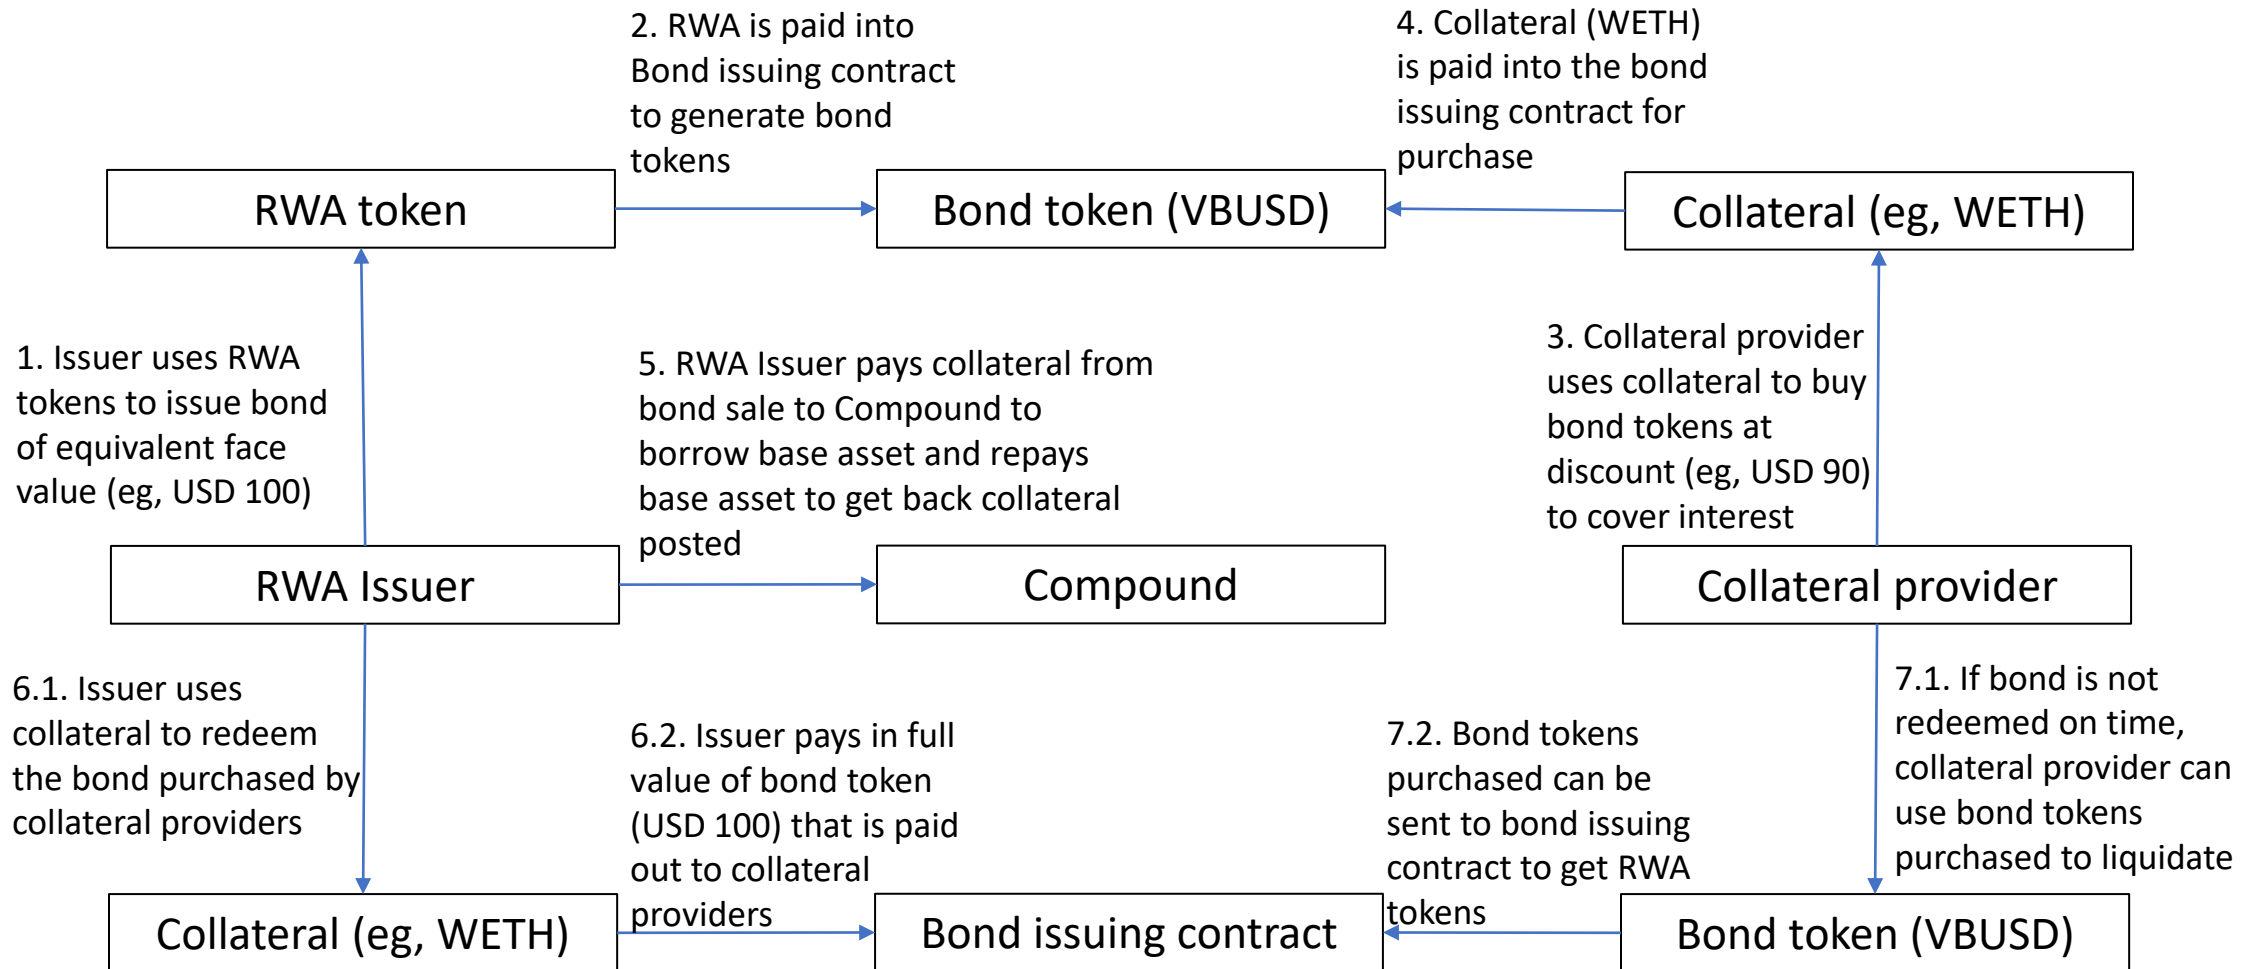 2. RWA is paid into
Bond issuing contract
to generate bond
tokens
4. Collateral (WETH)
is paid into the bond
issuing contract for
purchase
RWA token
Bond token (VBUSD)
Collateral (eg, WETH)
1. Issuer uses RWA
tokens to issue bond
of equivalent face
value (eg, USD 100)
5. RWA Issuer pays collateral from
bond sale to Compound to
borrow base asset and repays
base asset to get back collateral
posted
3. Collateral provider
uses collateral to buy
bond tokens at
discount (eg, USD 90)
to cover interest
RWA Issuer
Compound
Collateral provider
6.1. Issuer uses
collateral to redeem
the bond purchased by
collateral providers
6.2. Issuer pays in full
value of bond token
(USD 100) that is paid
out to collateral
providers
7.2. Bond tokens
purchased can be
sent to bond issuing
contract to get RWA
tokens
7.1. If bond is not
redeemed on time,
collateral provider can
use bond tokens
purchased to liquidate
Collateral (eg, WETH)
Bond issuing contract
Bond token (VBUSD)